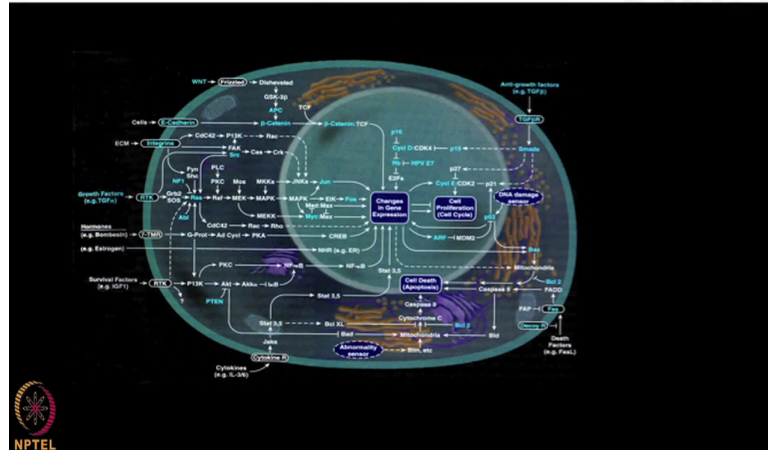 WNT Frizzled Disheveled
GSK-3β
APC TCF
Cells E-Cadherin β-Catenin β-Catenin:TCF
ECM Integrins CdC42 P13K Rac
FAK
Src Cas Crk
Fyn
Shc
NF1
PLC
PKC
Mos MKKs JNKs Jun
Growth Factors
(e.g. TGFα)
RTK Grb2
SOS
Ras Raf MEK MAPK MAPK ElK Fos
MEKK Myc:Max
Abl CdC42 Rac Rho
Hormones
(e.g. Bombesin) 7-TMR G-Prot Ad Cycl PKA CREB
(e.g. Estrogen) NHR (e.g. ER)
PKC NF-κB NF-κB
Survival Factors
(e.g. IGF1)
RTK P13K Akt Akkα IκB
PTEN
?
Stat 3,5
Stat 3,5
Stat 3,5 Bcl XL
Jaks
Cytokine R
Cytokines
(e.g. IL-3/6)
Anti-growth factors
(e.g. TGFβ)
TGFβR
p16
Cycl D:CDK4 p15 Smads
Rb HPV E7
E2Fs
p27
Cycl E:CDK2 p21
DNA damage
sensor
Changes
in Gene
Expression
Cell
Proliferation
(Cell Cycle)
p53
ARF MDM2
Bax
Mitochondria
Cell Death
(Apoptosis)
Caspase 9
Bcl 2
FADD
FAP Fas
Decoy R
Death
Factors
(e.g. FasL)
Cytochrome C
Bcl 2
Bad Mitochondria Bid
Abnormality
sensor
Bim, etc
NPTEL